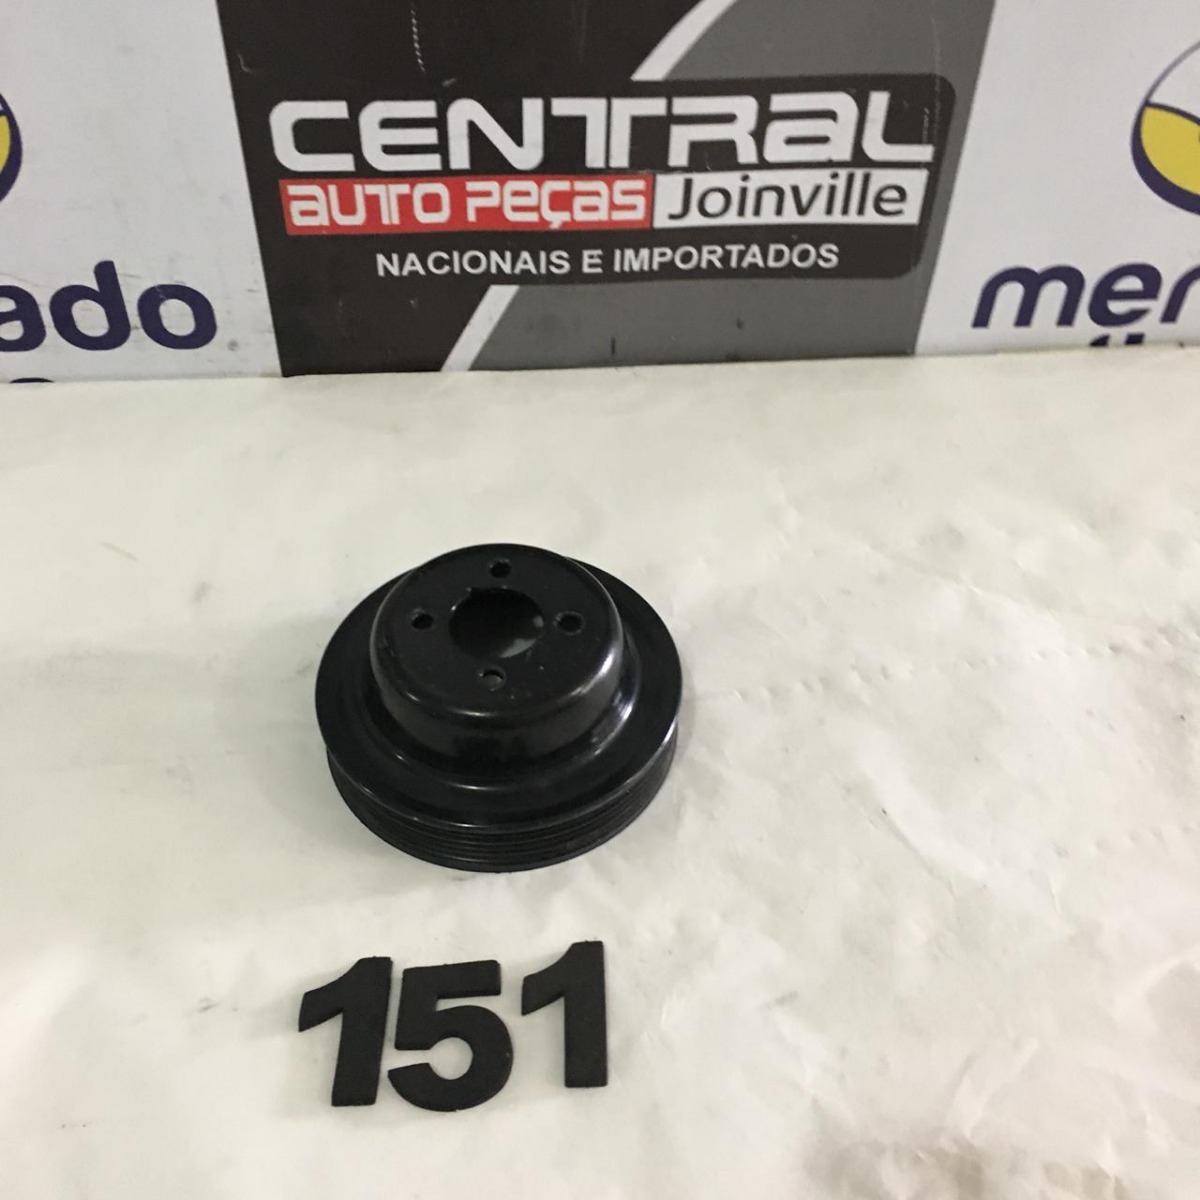 CENTRAL
auto peças Joinville
NACIONAIS E IMPORTADOS
ado
mer
151